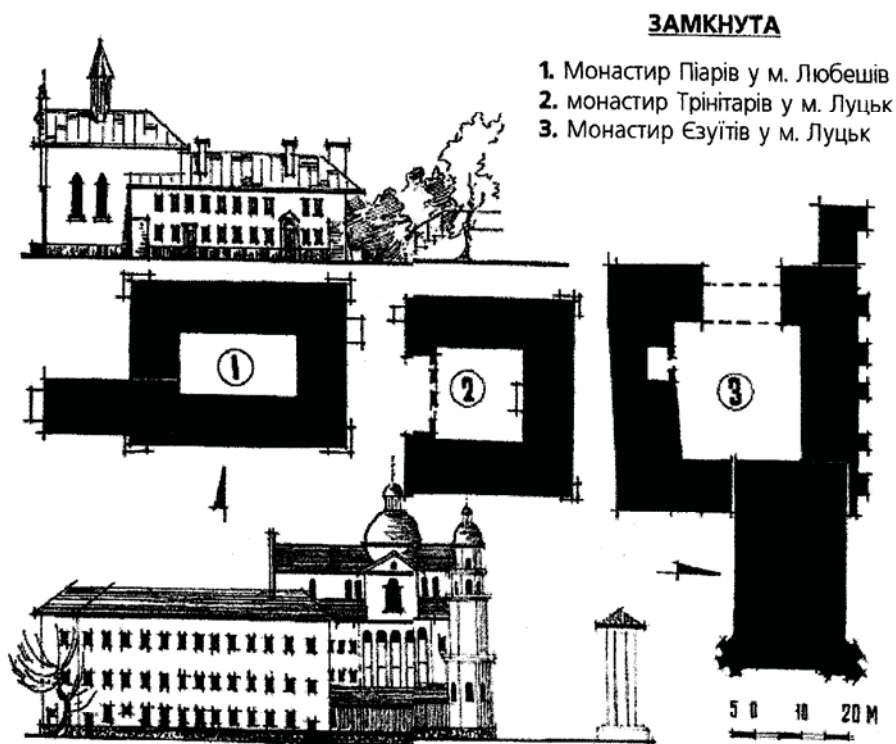 ЗАМКНУТА
1. Монастир Піарів у м. Любешів
2. монастир Трінітарів у м. Луцьк
3. Монастир Єзуїтів у м. Луцьк
1
2
3
5 0 10 20 М